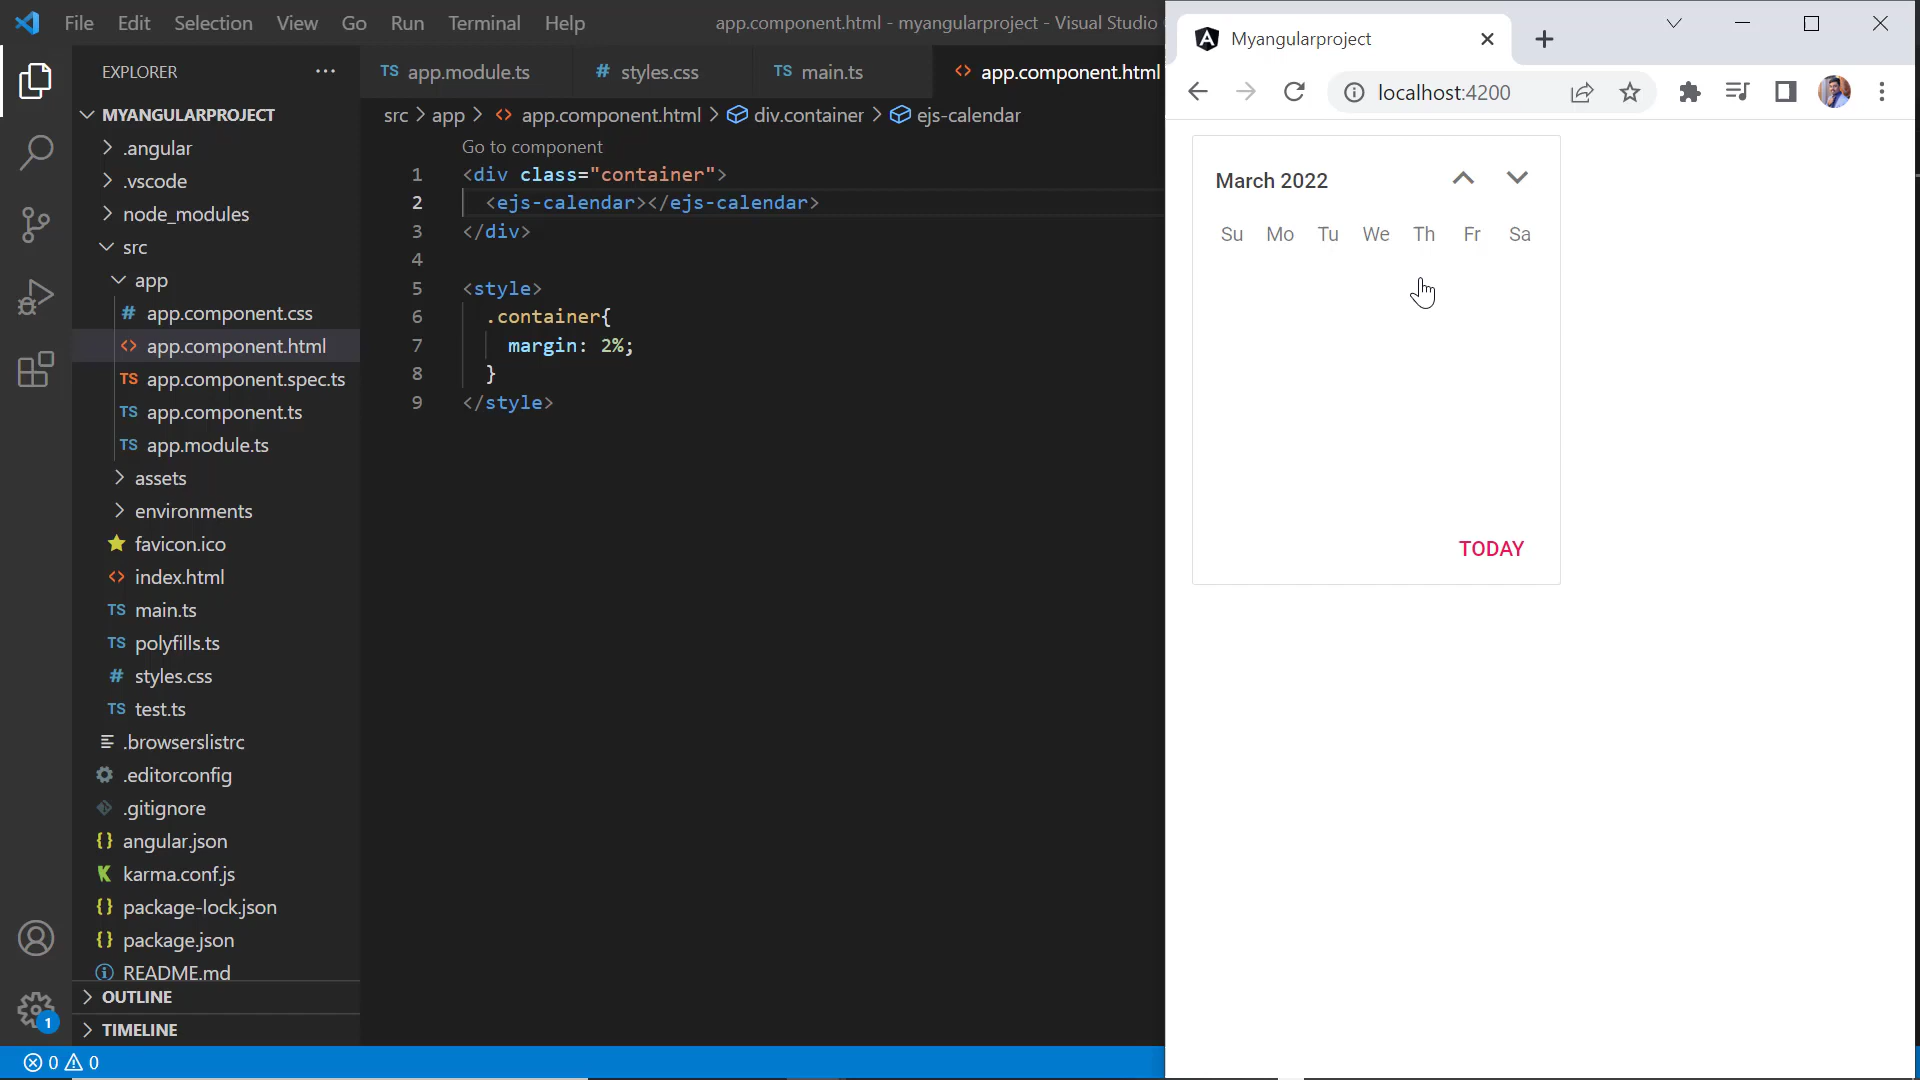 File Edit Selection View Go Run Terminal Help
app.component.html - myangularproject - Visual Studio
EXPLORER
MYANGULARPROJECT
.angular
.vscode
node_modules
src
app
app.component.css
app.component.html
app.component.spec.ts
app.component.ts
app.module.ts
assets
environments
favicon.ico
index.html
main.ts
polyfills.ts
styles.css
test.ts
.browserslistrc
.editorconfig
.gitignore
angular.json
karma.conf.js
package-lock.json
package.json
README.md
OUTLINE
TIMELINE
1
0 0
TS app.module.ts # styles.css TS main.ts <> app.component.html
src > app > <> app.component.html > div.container > ejs-calendar
Go to component
1 <div class="container">
2 <ejs-calendar></ejs-calendar>
3 </div>
4
5 <style>
6 .container{
7 margin: 2%;
8 }
9 </style>
Myangularproject
localhost:4200
March 2022
Su Mo Tu We Th Fr Sa
TODAY